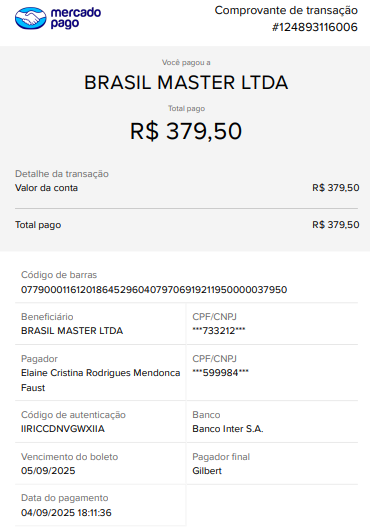 mercado
pago
Comprovante de transação
#124893116006
Você pagou a
BRASIL MASTER LTDA
Total pago
R$ 379,50
Detalhe da transação
Valor da conta R$ 379,50
Total pago R$ 379,50
Código de barras
07790001161201864529604079706919211950000037950
Beneficiário CPF/CNPJ
BRASIL MASTER LTDA ***733212***
Pagador CPF/CNPJ
Elaine Cristina Rodrigues Mendonca ***599984***
Faust
Código de autenticação Banco
IIRICCDNVGWXIIA Banco Inter S.A.
Vencimento do boleto Pagador final
05/09/2025 Gilbert
Data do pagamento
04/09/2025 18:11:36